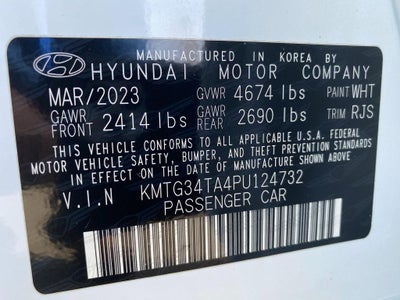 MANUFACTURED IN KOREA BY
HYUNDAI MOTOR COMPANY
MAR/2023 GVWR 4674 lbs PAINT WHT
GAWR FRONT 2414 lbs GAWR REAR 2690 lbs TRIM RJS
THIS VEHICLE CONFORMS TO ALL APPLICABLE U.S.A. FEDERAL
MOTOR VEHICLE SAFETY, BUMPER, AND THEFT PREVENTION STANDARDS
IN EFFECT ON THE DATE OF MANUFACTURE SHOWN ABOVE.
V.I.N KMTG34TA4PU124732
PASSENGER CAR